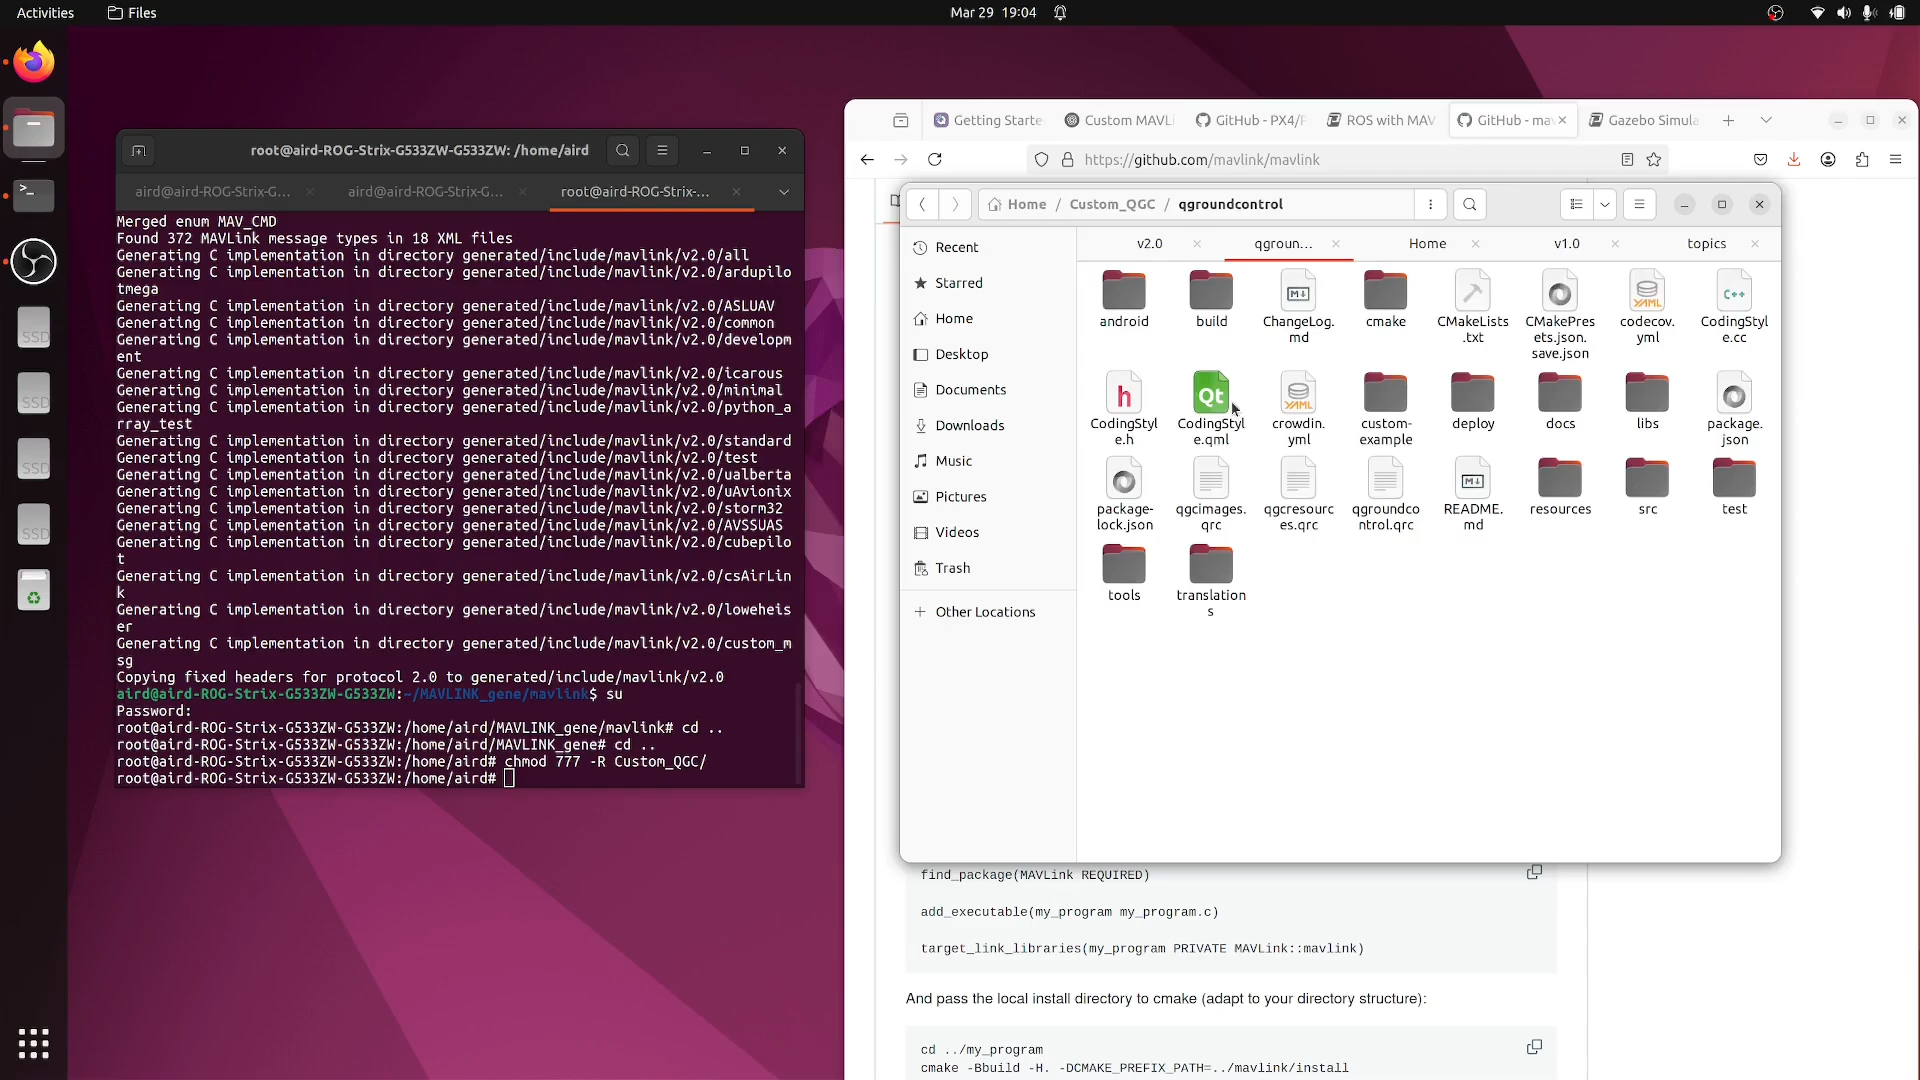 Activities
Files
Mar 29 19:04
root@aird-ROG-Strix-G533ZW-G533ZW: /home/aird
aird@aird-ROG-Strix-G...
aird@aird-ROG-Strix-G...
root@aird-ROG-Strix-...
Merged enum MAV_CMD
Found 372 MAVLink message types in 18 XML files
Generating C implementation in directory generated/include/mavlink/v2.0/all
Generating C implementation in directory generated/include/mavlink/v2.0/ardupilo
tmega
Generating C implementation in directory generated/include/mavlink/v2.0/ASLUAV
Generating C implementation in directory generated/include/mavlink/v2.0/common
Generating C implementation in directory generated/include/mavlink/v2.0/developm
ent
Generating C implementation in directory generated/include/mavlink/v2.0/icarous
Generating C implementation in directory generated/include/mavlink/v2.0/minimal
Generating C implementation in directory generated/include/mavlink/v2.0/python_a
rray_test
Generating C implementation in directory generated/include/mavlink/v2.0/standard
Generating C implementation in directory generated/include/mavlink/v2.0/test
Generating C implementation in directory generated/include/mavlink/v2.0/ualberta
Generating C implementation in directory generated/include/mavlink/v2.0/uAvionix
Generating C implementation in directory generated/include/mavlink/v2.0/storm32
Generating C implementation in directory generated/include/mavlink/v2.0/AVSSUAS
Generating C implementation in directory generated/include/mavlink/v2.0/cubepilo
t
Generating C implementation in directory generated/include/mavlink/v2.0/csAirLin
k
Generating C implementation in directory generated/include/mavlink/v2.0/loweheis
er
Generating C implementation in directory generated/include/mavlink/v2.0/custom_m
sg
Copying fixed headers for protocol 2.0 to generated/include/mavlink/v2.0
aird@aird-ROG-Strix-G533ZW-G533ZW:~/MAVLINK_gene/mavlink$ su
Password:
root@aird-ROG-Strix-G533ZW-G533ZW:/home/aird/MAVLINK_gene/mavlink# cd ..
root@aird-ROG-Strix-G533ZW-G533ZW:/home/aird/MAVLINK_gene# cd ..
root@aird-ROG-Strix-G533ZW-G533ZW:/home/aird# chmod 777 -R Custom_QGC/
root@aird-ROG-Strix-G533ZW-G533ZW:/home/aird#
SSD
SSD
SSD
SSD
Getting Starte
Custom MAVLi
GitHub - PX4/P
ROS with MAV
GitHub - mav
Gazebo Simula
https://github.com/mavlink/mavlink
Home / Custom_QGC / qgroundcontrol
v2.0
qgroun...
Home
v1.0
topics
Recent
Starred
Home
Desktop
Documents
Downloads
Music
Pictures
Videos
Trash
Other Locations
android
build
ChangeLog.
md
cmake
CMakeLists
.txt
CMakePres
ets.json.
save.json
codecov.
yml
CodingStyl
e.cc
CodingStyl
e.h
CodingStyl
e.qml
crowdin.
yml
custom-
example
deploy
docs
libs
package.
json
package-
lock.json
qgcimages.
qrc
qgcresourc
es.qrc
qgroundco
ntrol.qrc
README.
md
resources
src
test
tools
translation
s
find_package(MAVLink REQUIRED)
add_executable(my_program my_program.c)
target_link_libraries(my_program PRIVATE MAVLink::mavlink)
And pass the local install directory to cmake (adapt to your directory structure):
cd ../my_program
cmake -Bbuild -H. -DCMAKE_PREFIX_PATH=../mavlink/install